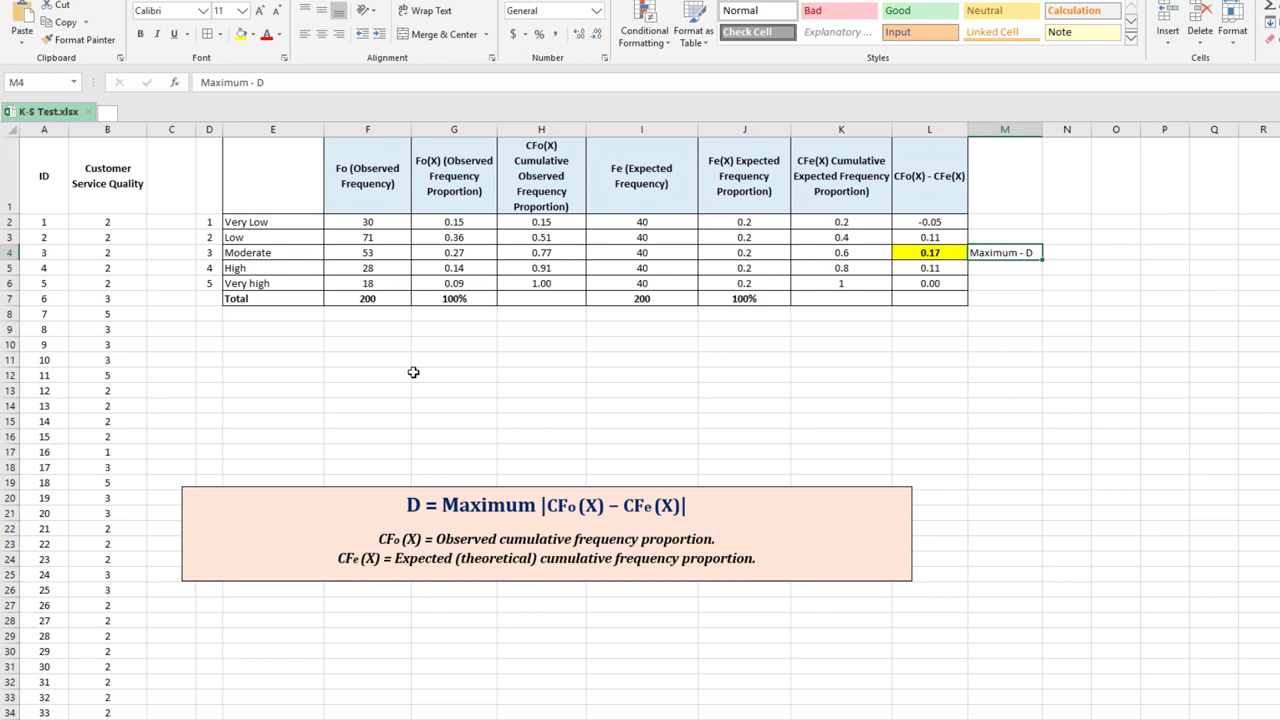 Cut
Calibri 11 Wrap Text General Normal Bad Good Neutral Calculation
Paste Copy Format Painter B I U Merge & Center $ % Conditional Formatting Format as Table Check Cell Explanatory ... Input Linked Cell Note Insert Delete Format
Clipboard Font Alignment Number Styles Cells
M4 fx Maximum - D
K-S Test.xlsx
A B C D E F G H I J K L M N O P Q R
1 ID Customer Service Quality Fo (Observed Frequency) Fo(X) (Observed Frequency Proportion) CFo(X) Cumulative Observed Frequency Proportion) Fe (Expected Frequency) Fe(X) Expected Frequency Proportion) CFe(X) Cumulative Expected Frequency Proportion) CFo(X) - CFe(X)
2 1 2 1 Very Low 30 0.15 0.15 40 0.2 0.2 -0.05
3 2 2 2 Low 71 0.36 0.51 40 0.2 0.4 0.11
4 3 2 3 Moderate 53 0.27 0.77 40 0.2 0.6 0.17 Maximum - D
5 4 2 4 High 28 0.14 0.91 40 0.2 0.8 0.11
6 5 2 5 Very high 18 0.09 1.00 40 0.2 1 0.00
7 6 3 Total 200 100% 200 100%
8 7 5
9 8 3
10 9 3
11 10 3
12 11 5
13 12 2
14 13 2
15 14 2
16 15 2
17 16 1
18 17 3
19 18 5
20 19 3
21 20 3
22 21 2
23 22 2
24 23 2
25 24 3
26 25 3
27 26 2
28 27 2
29 28 2
30 29 2
31 30 2
32 31 2
33 32 2
34 33 2
D = Maximum |CFo (X) – CFe (X)|
CFo (X) = Observed cumulative frequency proportion.
CFe (X) = Expected (theoretical) cumulative frequency proportion.